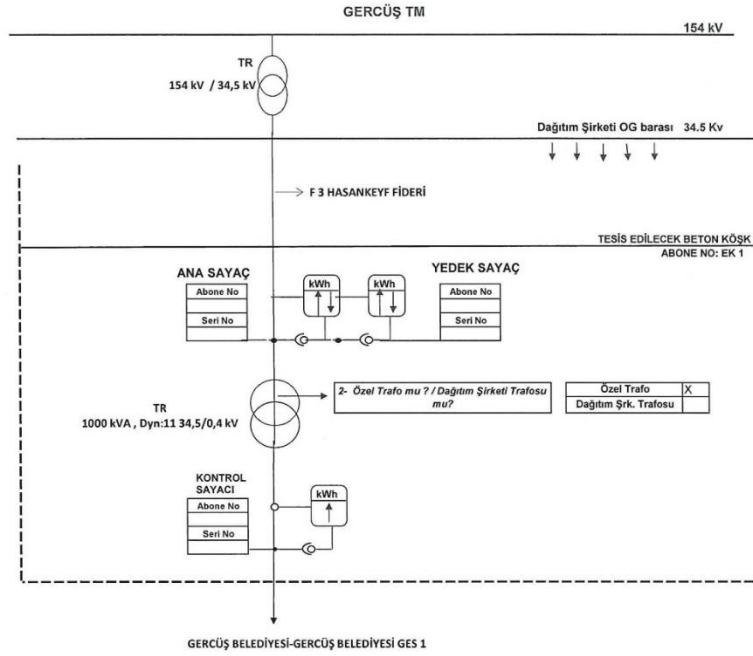 GERCÜŞ TM
154 kV
TR
154 kV / 34,5 kV
Dağıtım Şirketi OG barası 34.5 Kv
F 3 HASANKEYF FİDERİ
TESİS EDİLECEK BETON KÖŞK
ABONE NO: EK 1
ANA SAYAÇ
Abone No
Seri No
kWh
kWh
YEDEK SAYAÇ
Abone No
Seri No
TR
1000 kVA , Dyn:11 34,5/0,4 kV
2- Özel Trafo mu ? / Dağıtım Şirketi Trafosu
mu?
Özel Trafo X
Dağıtım Şrk. Trafosu
KONTROL
SAYACI
Abone No
Seri No
kWh
GERCÜŞ BELEDİYESİ-GERCÜŞ BELEDİYESİ GES 1